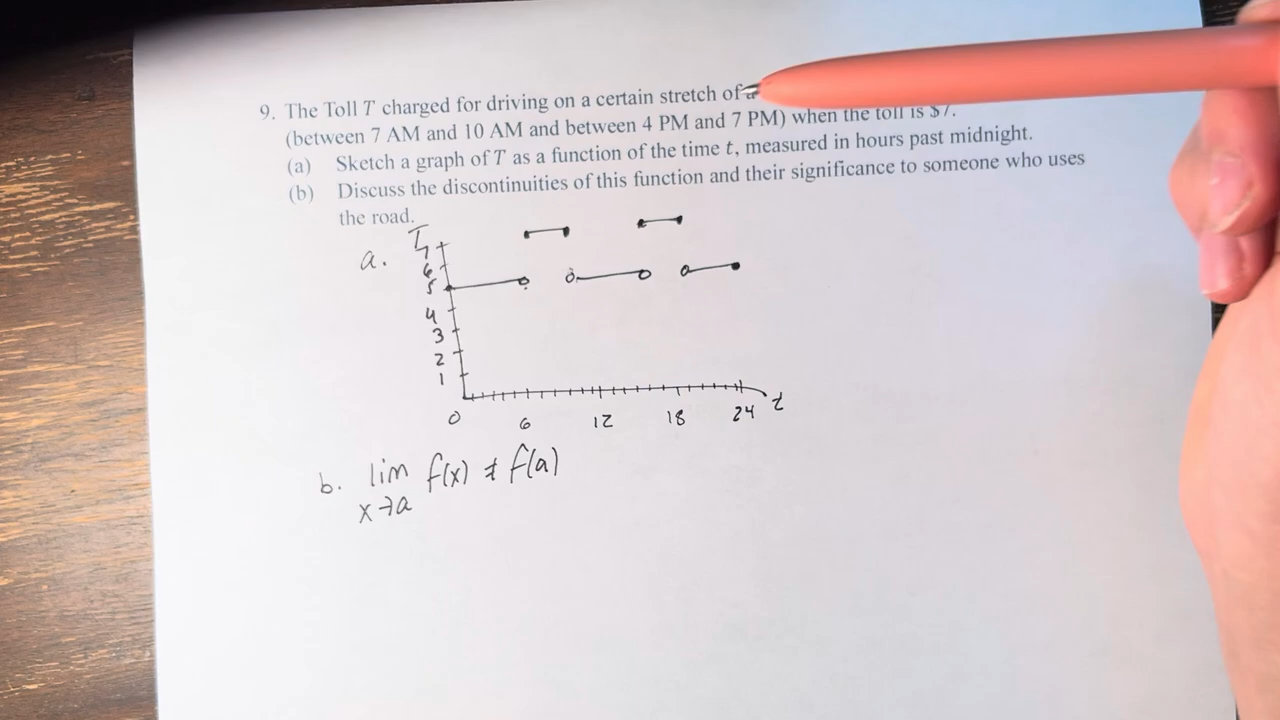 9. The Toll T charged for driving on a certain stretch of
(between 7 AM and 10 AM and between 4 PM and 7 PM) when the toll is $7.
(a) Sketch a graph of T as a function of the time t, measured in hours past midnight.
(b) Discuss the discontinuities of this function and their significance to someone who uses
the road.
a. T
7
6
5
4
3
2
1
0 6 12 18 24 t
b. lim f(x) ≠ f(a)
x→a